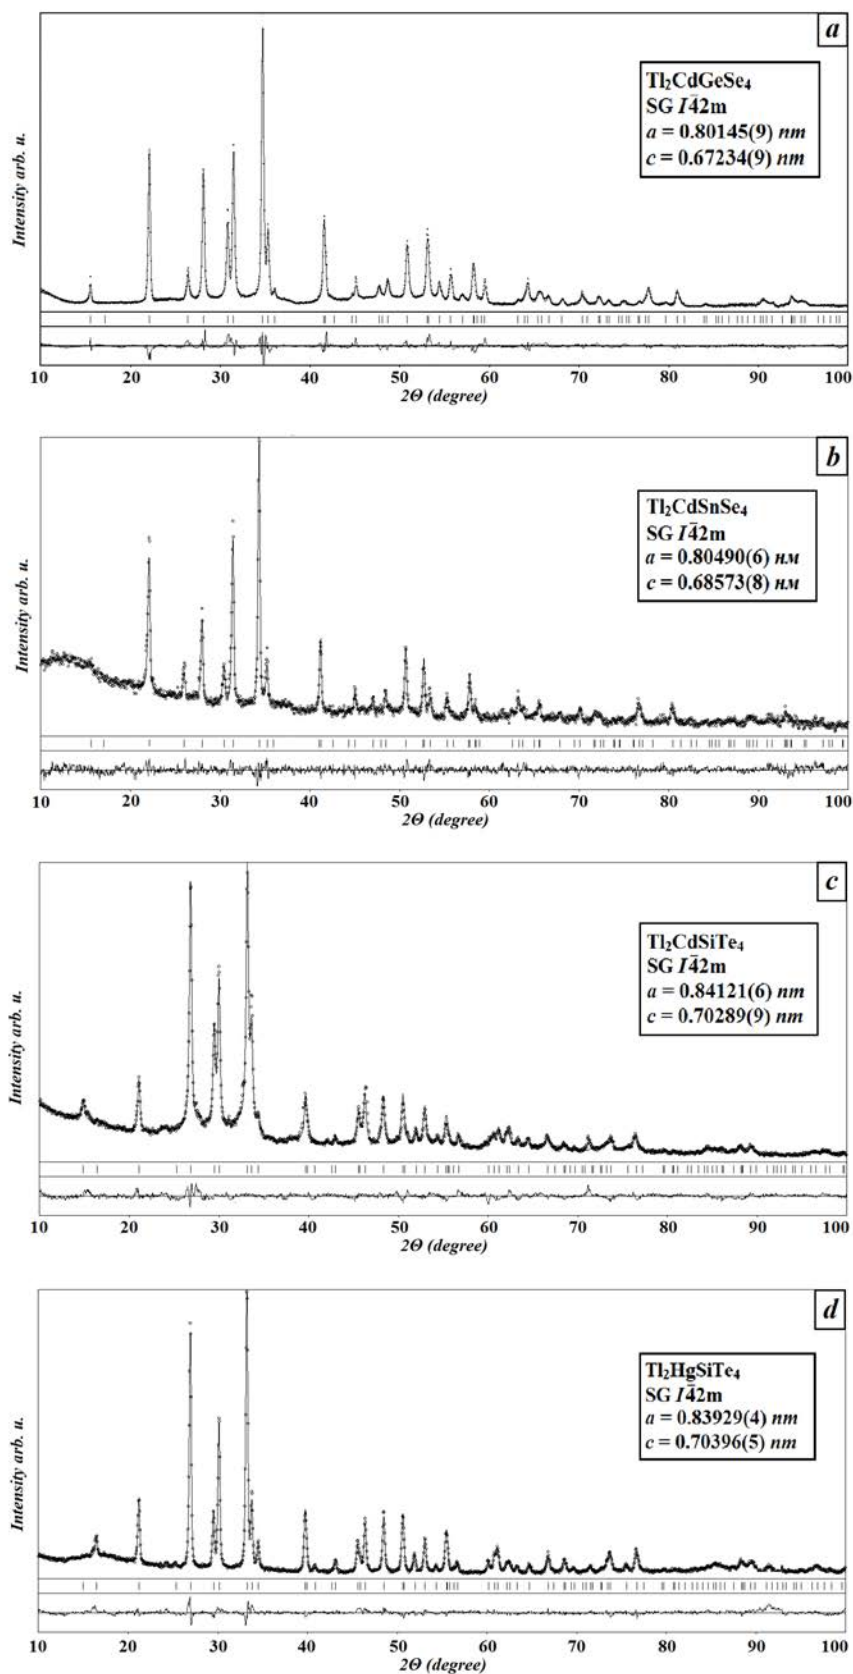 a
Tl₂CdGeSe₄
SG I4̄2m
a = 0.80145(9) nm
c = 0.67234(9) nm
Intensity arb. u.
10 20 30 40 50 60 70 80 90 100
2Θ (degree)
b
Tl₂CdSnSe₄
SG I4̄2m
a = 0.80490(6) нм
c = 0.68573(8) нм
Intensity arb. u.
10 20 30 40 50 60 70 80 90 100
2Θ (degree)
c
Tl₂CdSiTe₄
SG I4̄2m
a = 0.84121(6) nm
c = 0.70289(9) nm
Intensity arb. u.
10 20 30 40 50 60 70 80 90 100
2Θ (degree)
d
Tl₂HgSiTe₄
SG I4̄2m
a = 0.83929(4) nm
c = 0.70396(5) nm
Intensity arb. u.
10 20 30 40 50 60 70 80 90 100
2Θ (degree)